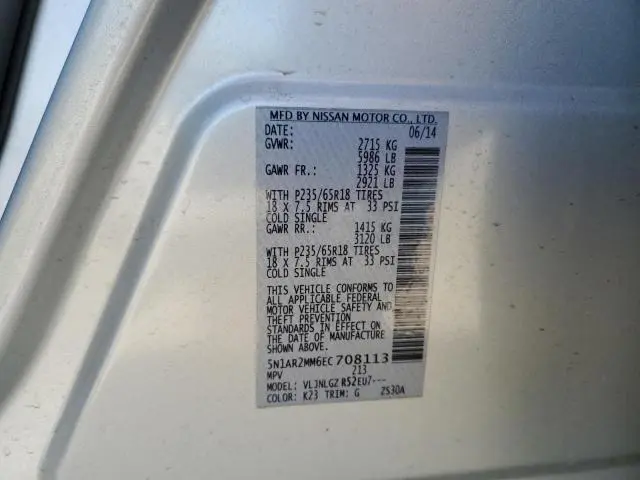 MFD BY NISSAN MOTOR CO., LTD.
DATE: 06/14
GVWR: 2715 KG
5986 LB
GAWR FR.: 1325 KG
2921 LB
WITH P235/65R18 TIRES
18 X 7.5 RIMS AT 33 PSI
COLD SINGLE
GAWR RR.: 1415 KG
3120 LB
WITH P235/65R18 TIRES
18 X 7.5 RIMS AT 33 PSI
COLD SINGLE
THIS VEHICLE CONFORMS TO
ALL APPLICABLE FEDERAL
MOTOR VEHICLE SAFETY AND
THEFT PREVENTION
STANDARDS IN EFFECT ON
THE DATE OF MANUFACTURE
SHOWN ABOVE.
5N1AR2MM6EC708113
MPV 213
MODEL: VLJNLGZ R52EU7---
COLOR: K23 TRIM: G ZS30A